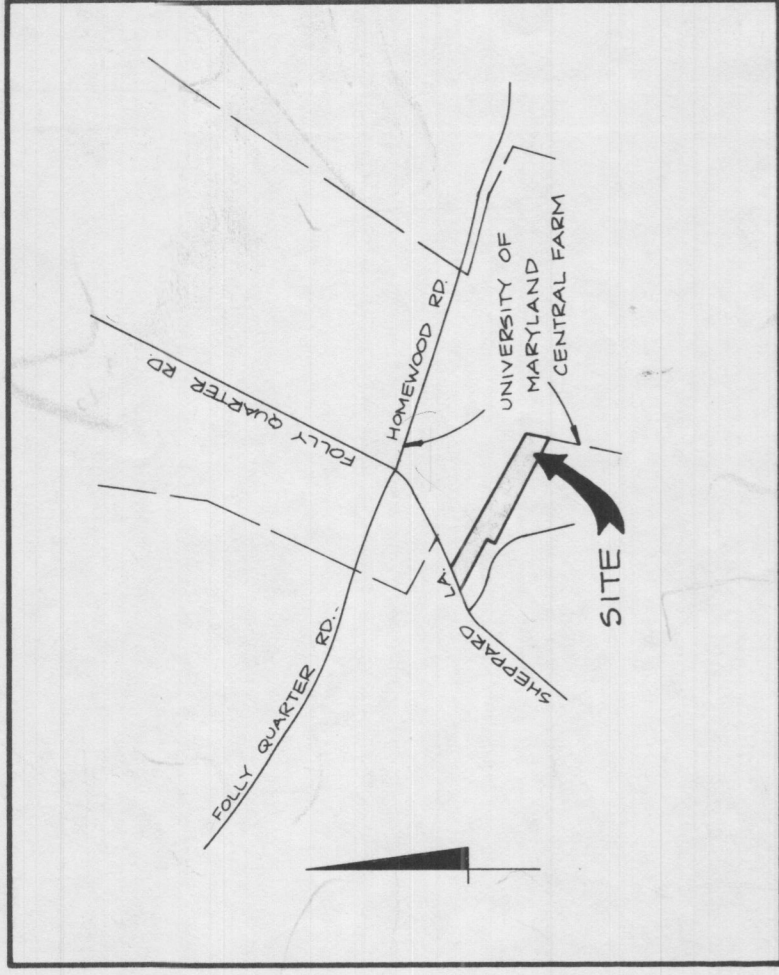 FOLLY QUARTER RD
FOLLY QUARTER RD..
HOMEWOOD RD.
UNIVERSITY OF
MARYLAND
CENTRAL FARM
SHEPPARD LA.
SITE